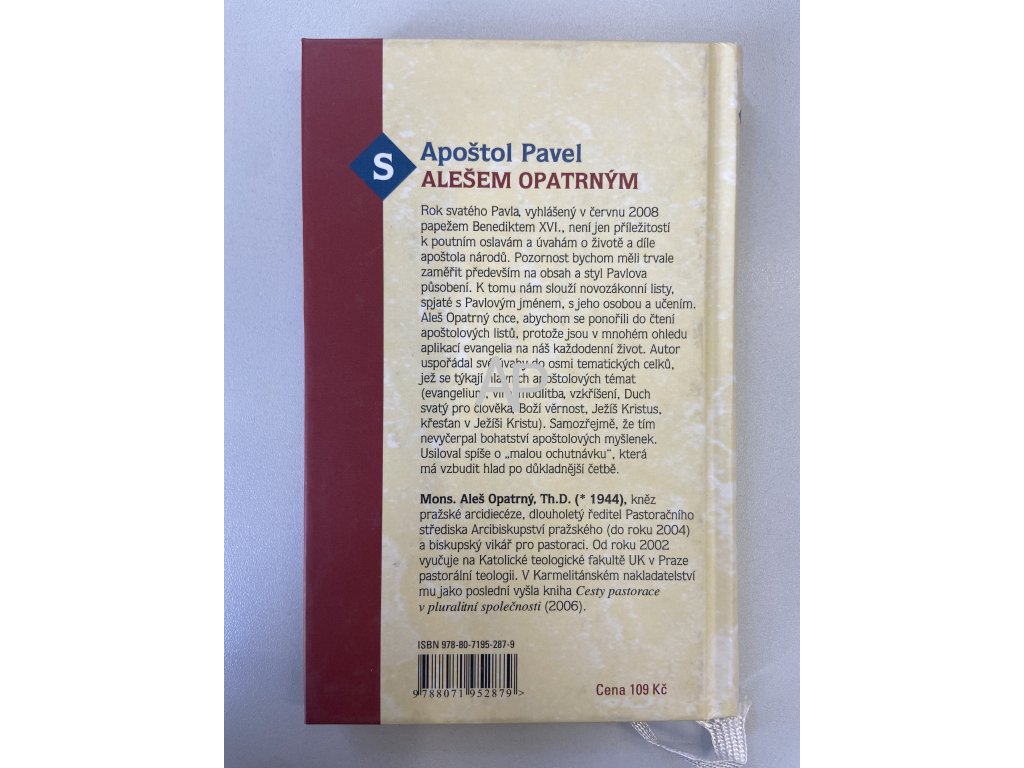 S
Apoštol Pavel
ALEŠEM OPATRNÝM
Rok svatého Pavla, vyhlášený v červnu 2008
papežem Benediktem XVI., není jen příležitostí
k poutním oslavám a úvahám o životě a díle
apoštola národů. Pozornost bychom měli trvale
zaměřit především na obsah a styl Pavlova
působení. K tomu nám slouží novozákonní listy,
spjaté s Pavlovým jménem, s jeho osobou a učením.
Aleš Opatrný chce, abychom se ponořili do čtení
apoštolových listů, protože jsou v mnohém ohledu
aplikací evangelia na náš každodenní život. Autor
uspořádal své úvahy do osmi tematických celků,
jež se týkají hlavních apoštolových témat
(evangelium, víra, modlitba, vzkříšení, Duch
svatý pro člověka, Boží věrnost, Ježíš Kristus,
křesťan v Ježíši Kristu). Samozřejmě, že tím
nevyčerpal bohatství apoštolových myšlenek.
Usiloval spíše o „malou ochutnávku“, která
má vzbudit hlad po důkladnější četbě.
Mons. Aleš Opatrný, Th.D. (* 1944), kněz
pražské arcidiecéze, dlouholetý ředitel Pastoračního
střediska Arcibiskupství pražského (do roku 2004)
a biskupský vikář pro pastoraci. Od roku 2002
vyučuje na Katolické teologické fakultě UK v Praze
pastorální teologii. V Karmelitánském nakladatelství
mu jako poslední vyšla kniha Cesty pastorace
v pluralitní společnosti (2006).
ISBN 978-80-7195-287-9
9 788071 952879 >
Cena 109 Kč
AP